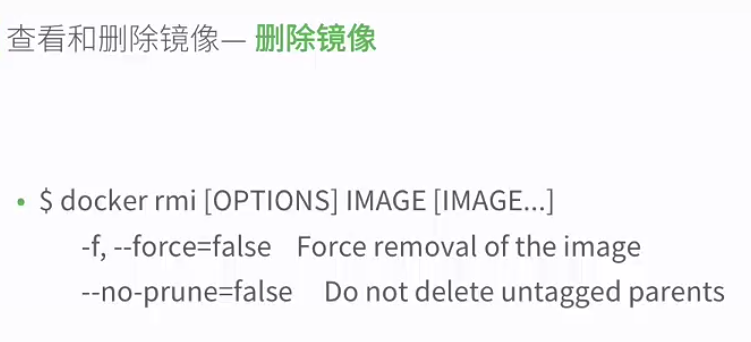 查看和删除镜像— 删除镜像
• $ docker rmi [OPTIONS] IMAGE [IMAGE...]
-f, --force=false Force removal of the image
--no-prune=false Do not delete untagged parents